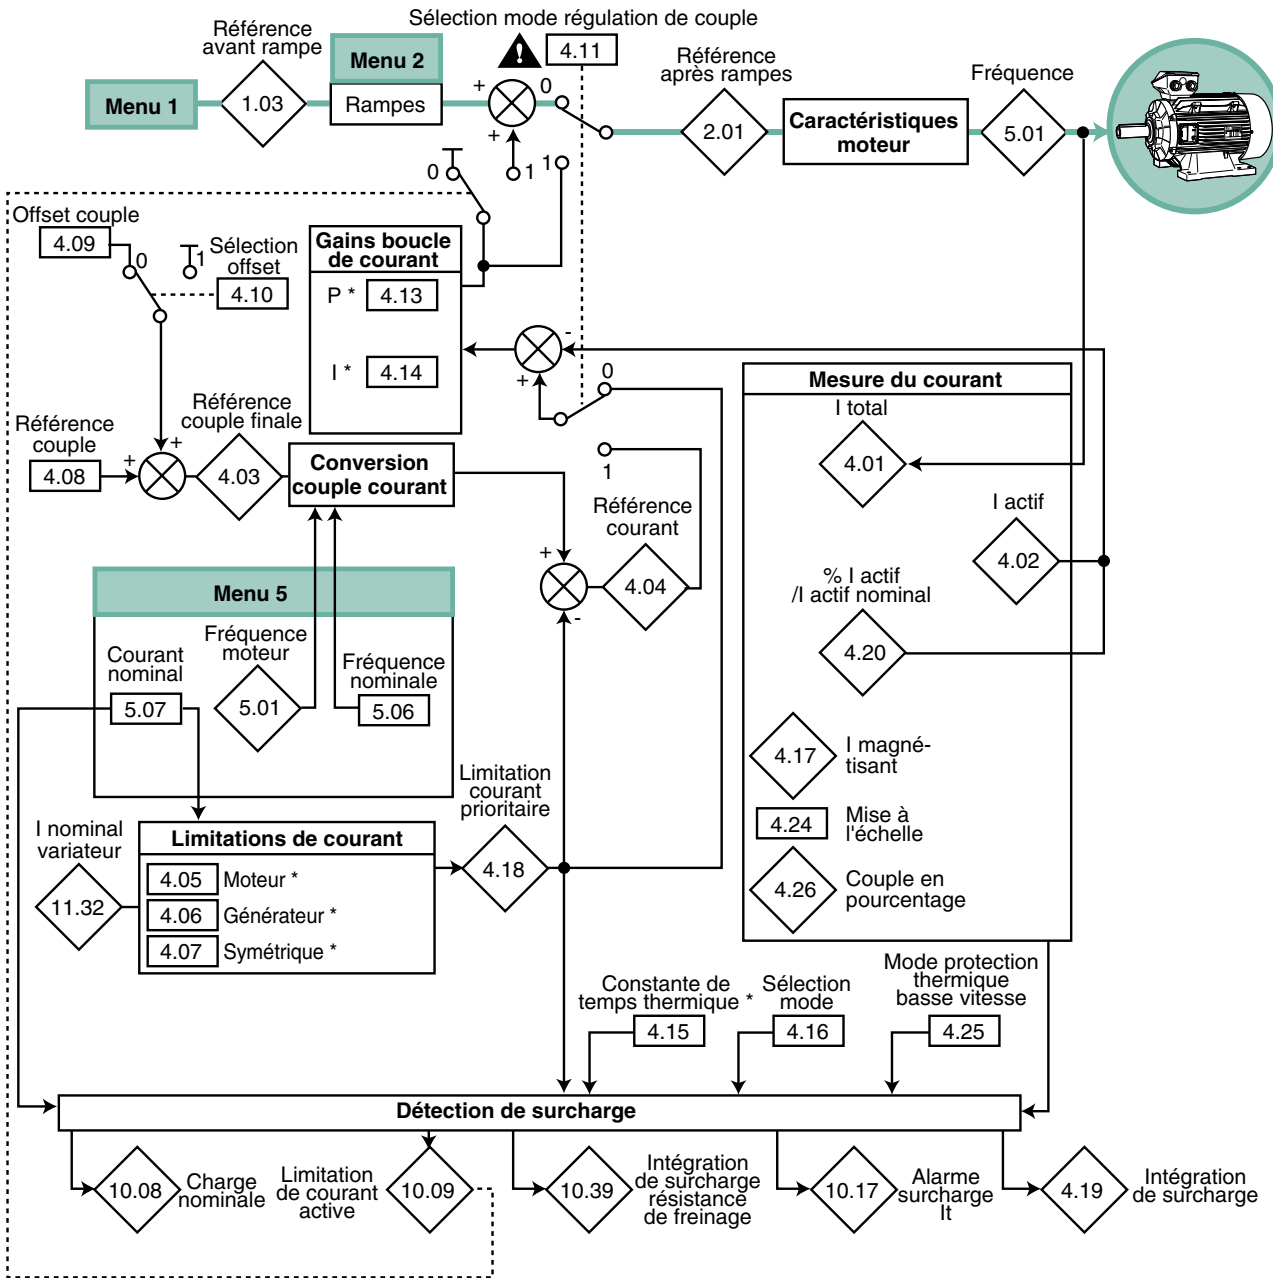 Sélection mode régulation de couple
4.11
Référence
avant rampe
1.03
Menu 1
Menu 2
Rampes
+
+
0
1
1
0
Référence
après rampes
2.01
Caractéristiques
moteur
Fréquence
5.01
Offset couple
4.09
0
1
Sélection
offset
4.10
Gains boucle
de courant
P *
4.13
I *
4.14
-
+
0
1
Référence
couple
4.08
+
+
Référence
couple finale
4.03
Conversion
couple courant
+
-
Référence
courant
4.04
Mesure du courant
I total
4.01
I actif
4.02
% I actif
/I actif nominal
4.20
I magné-
tisant
4.17
Mise à
l'échelle
4.24
Couple en
pourcentage
4.26
Menu 5
Courant
nominal
5.07
Fréquence
moteur
5.01
Fréquence
nominale
5.06
I nominal
variateur
11.32
Limitations de courant
4.05 Moteur *
4.06 Générateur *
4.07 Symétrique *
Limitation
courant
prioritaire
4.18
Constante de
temps thermique *
4.15
Sélection
mode
4.16
Mode protection
thermique
basse vitesse
4.25
Détection de surcharge
10.08
Charge
nominale
Limitation
de courant
active
10.09
10.39
Intégration
de surcharge
résistance
de freinage
10.17
Alarme
surcharge
It
4.19
Intégration
de surcharge